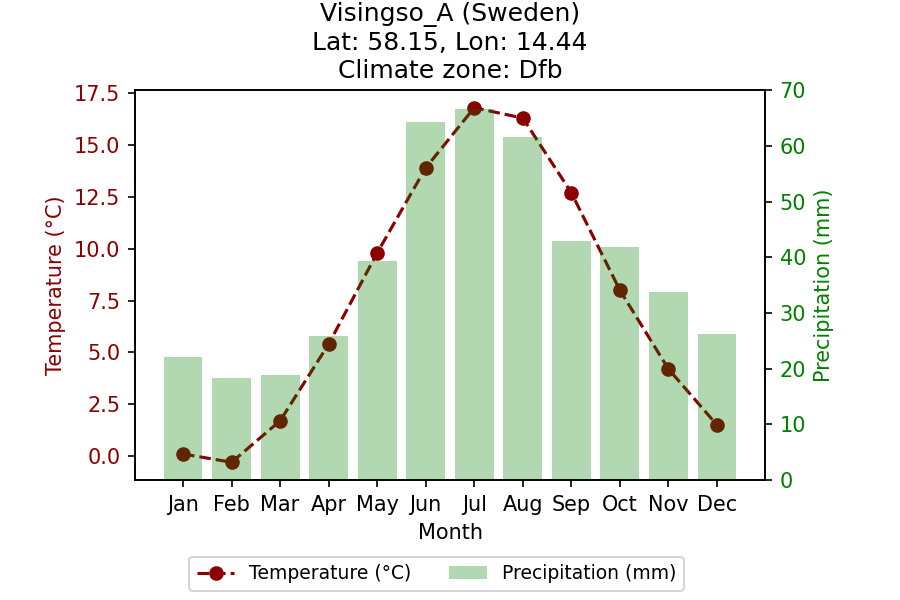 Visingso_A (Sweden)
Lat: 58.15, Lon: 14.44
Climate zone: Dfb
17.5
15.0
12.5
10.0
7.5
5.0
2.5
0.0
Temperature (°C)
70
60
50
40
30
20
10
0
Precipitation (mm)
Jan Feb Mar Apr May Jun Jul Aug Sep Oct Nov Dec
Month
Temperature (°C) Precipitation (mm)